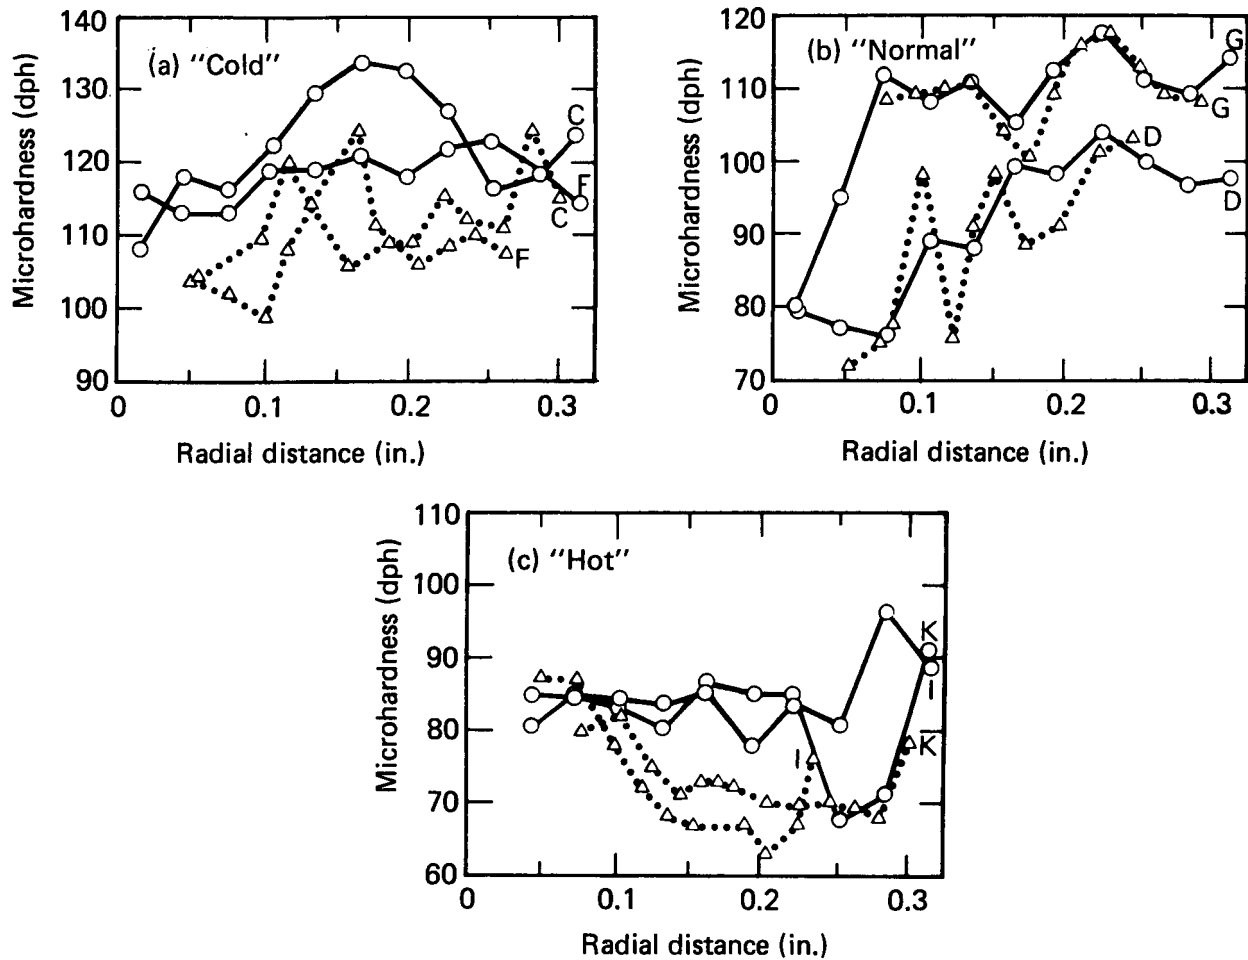 140
(a) "Cold"
130
C
120
F
C
110
F
100
90
0 0.1 0.2 0.3
Microhardness (dph)
Radial distance (in.)
120
(b) "Normal"
G
110
G
D
100
D
90
80
70
0 0.1 0.2 0.3
Microhardness (dph)
Radial distance (in.)
110
(c) "Hot"
100
K
90
I
80
I
K
70
60
0 0.1 0.2 0.3
Microhardness (dph)
Radial distance (in.)